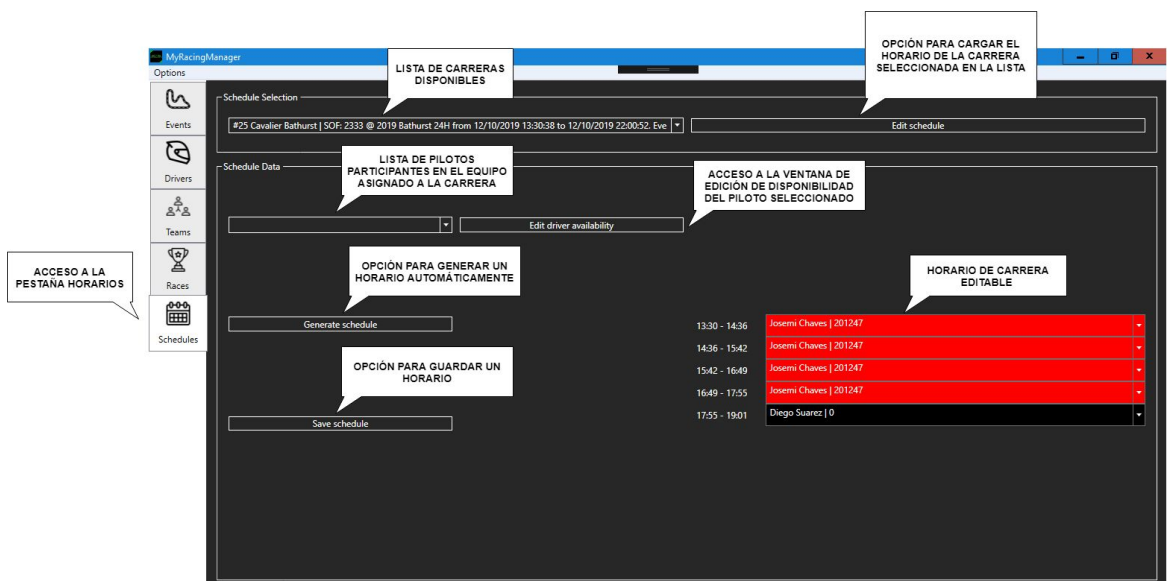 OPCIÓN PARA CARGAR EL
HORARIO DE LA CARRERA
SELECCIONADA EN LA LISTA
MyRacingManager
Options
LISTA DE CARRERAS
DISPONIBLES
Schedule Selection
Events
#25 Cavalier Bathurst | SOF: 2333 @ 2019 Bathurst 24H from 12/10/2019 13:30:38 to 12/10/2019 22:00:52. Eve
Edit schedule
Schedule Data
LISTA DE PILOTOS
PARTICIPANTES EN EL EQUIPO
ASIGNADO A LA CARRERA
ACCESO A LA VENTANA DE
EDICIÓN DE DISPONIBILIDAD
DEL PILOTO SELECCIONADO
Drivers
Teams
Edit driver availability
ACCESO A LA
PESTAÑA HORARIOS
OPCIÓN PARA GENERAR UN
HORARIO AUTOMÁTICAMENTE
HORARIO DE CARRERA
EDITABLE
Races
Schedules
Generate schedule
13:30 - 14:36 Josemi Chaves | 201247
14:36 - 15:42 Josemi Chaves | 201247
15:42 - 16:49 Josemi Chaves | 201247
16:49 - 17:55 Josemi Chaves | 201247
17:55 - 19:01 Diego Suarez | 0
OPCIÓN PARA GUARDAR UN
HORARIO
Save schedule